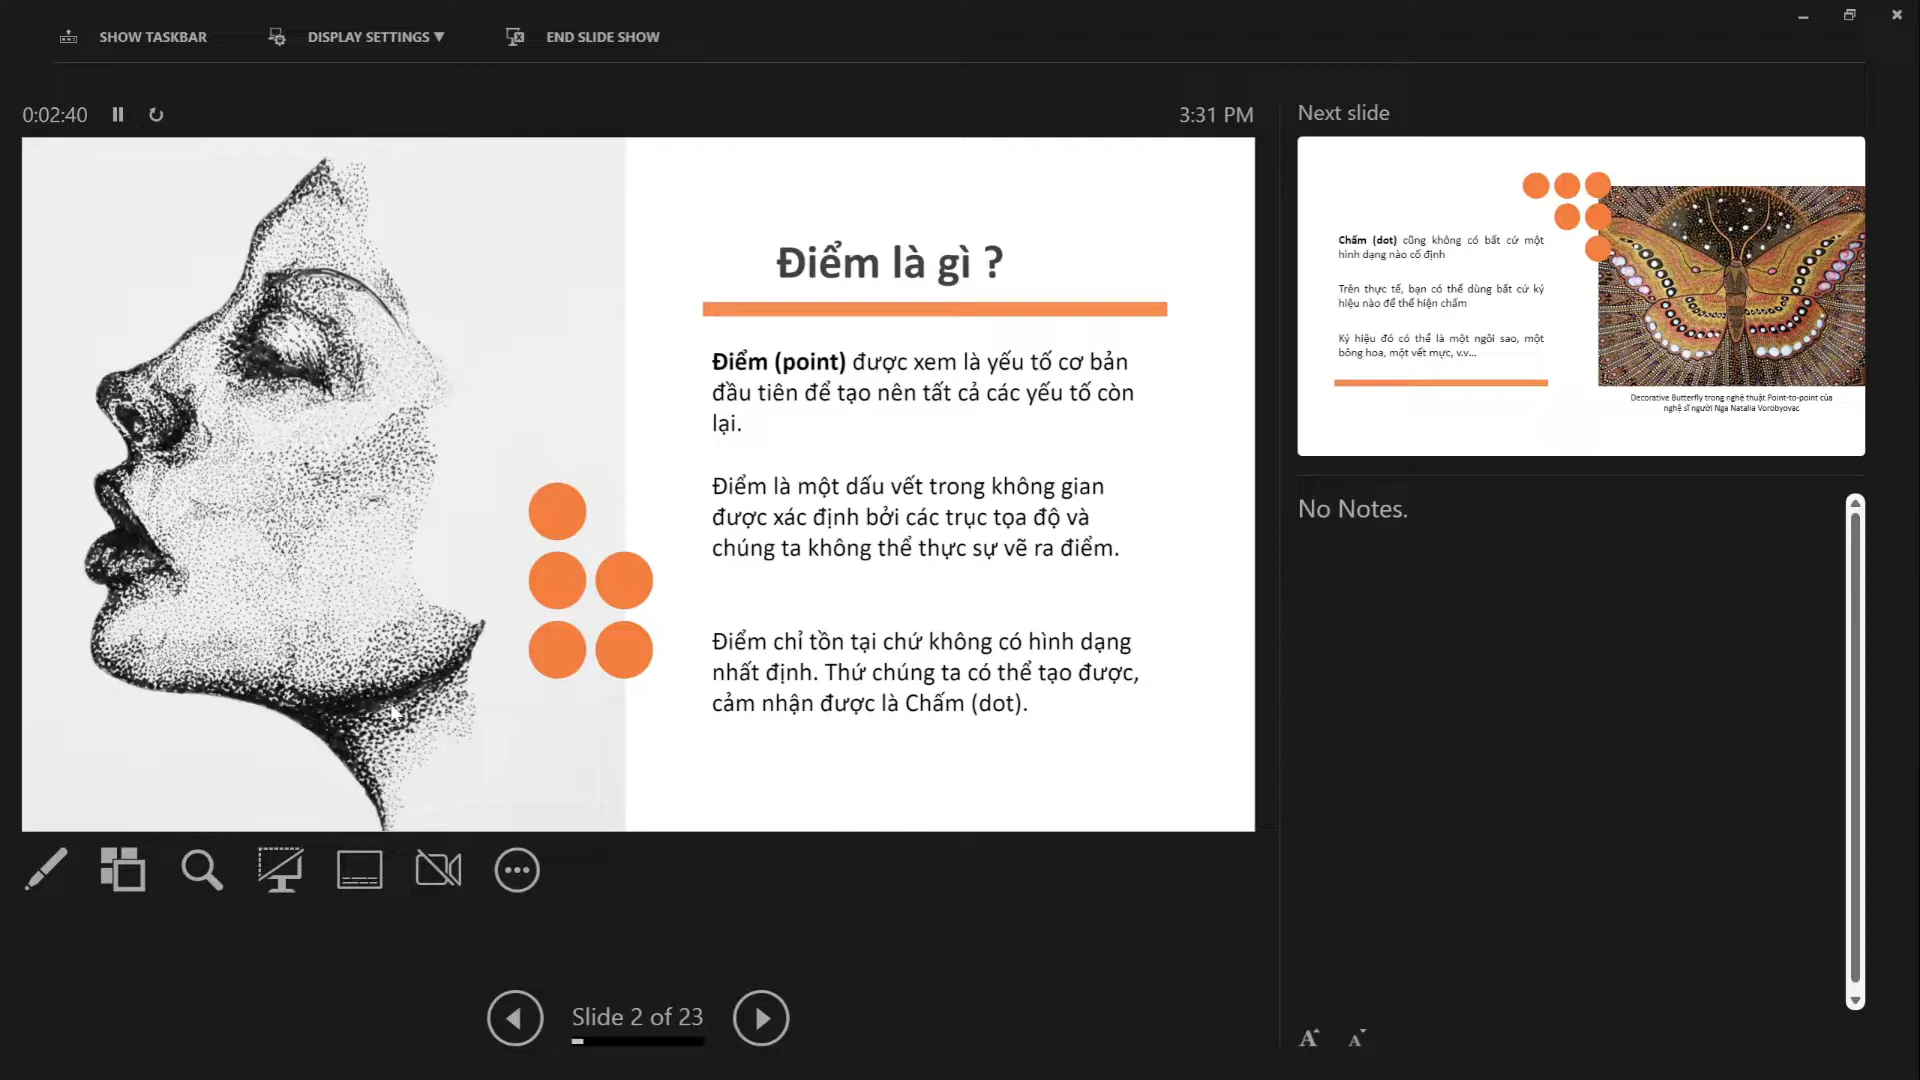 SHOW TASKBAR
DISPLAY SETTINGS ▼
END SLIDE SHOW
0:02:40
3:31 PM
Điểm là gì ?
Điểm (point) được xem là yếu tố cơ bản
đầu tiên để tạo nên tất cả các yếu tố còn
lại.
Điểm là một dấu vết trong không gian
được xác định bởi các trục tọa độ và
chúng ta không thể thực sự vẽ ra điểm.
Điểm chỉ tồn tại chứ không có hình dạng
nhất định. Thứ chúng ta có thể tạo được,
cảm nhận được là Chấm (dot).
Slide 2 of 23
Next slide
Chấm (dot) cũng không có bất cứ một
hình dạng nào cố định
Trên thực tế, bạn có thể dùng bất cứ ký
hiệu nào để thể hiện chấm
Ký hiệu đó có thể là một ngôi sao, một
bông hoa, một vết mực, v.v...
Decorative Butterfly trong nghệ thuật Point-to-point của
nghệ sĩ người Nga Natalia Vorobyovac
No Notes.
A A